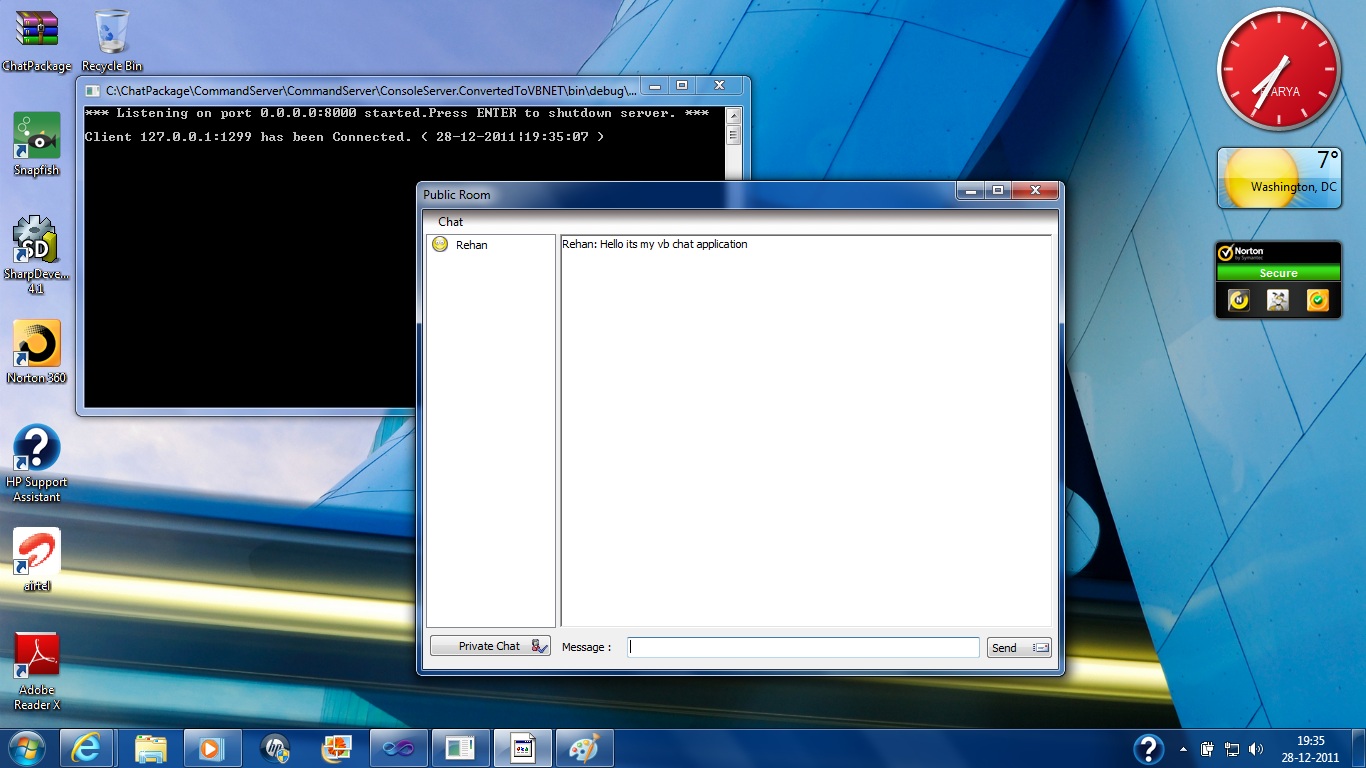 ChatPackage
Recycle Bin
Snapfish
SharpDeve...
4.1
Norton 360
HP Support
Assistant
airtel
Adobe
Reader X
C:\ChatPackage\CommandServer\CommandServer\ConsoleServer.ConvertedToVBNET\bin\debug\...
*** Listening on port 0.0.0.0:8000 started.Press ENTER to shutdown server. ***
Client 127.0.0.1:1299 has been Connected. ( 28-12-2011|19:35:07 )
Public Room
Chat
Rehan
Rehan: Hello its my vb chat application
Private Chat
Message :
Send
ARYA
7°
Washington, DC
Norton
by Symantec
Secure
19:35
28-12-2011